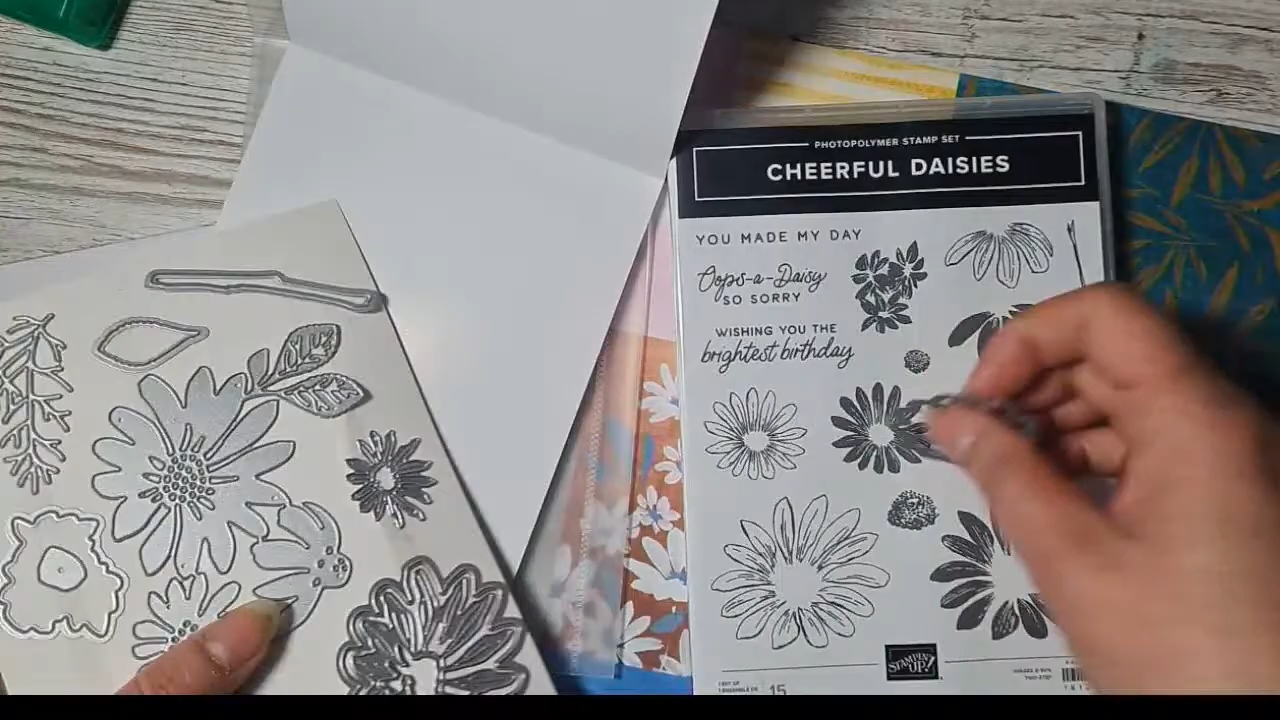 PHOTOPOLYMER STAMP SET
CHEERFUL DAISIES
YOU MADE MY DAY
Oops-a-Daisy
SO SORRY
WISHING YOU THE
brightest birthday
STAMPIN' UP!
15